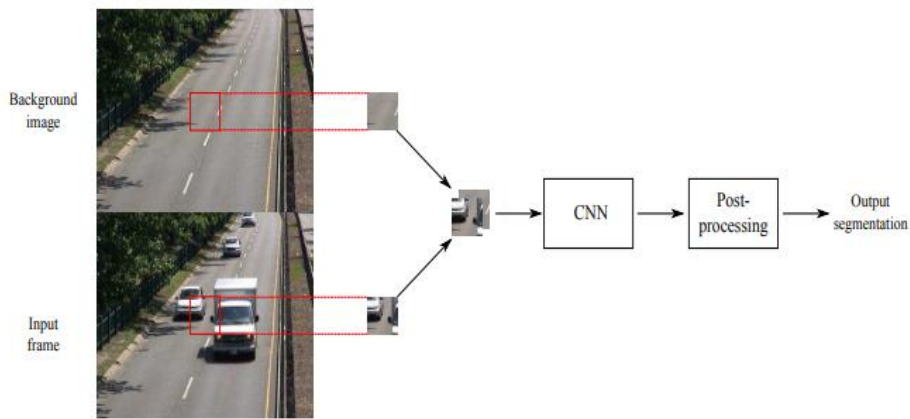 Background
image
Input
frame
CNN
Post-
processing
Output
segmentation